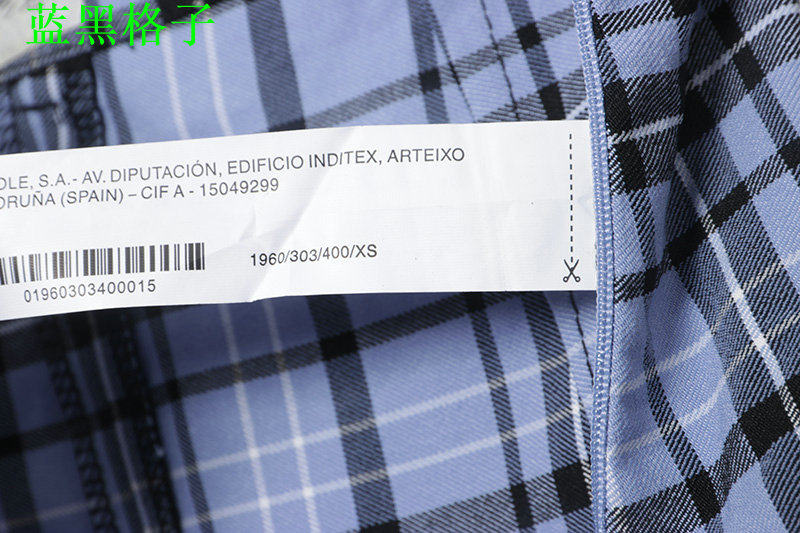 蓝黑格子
OLE, S.A.- AV. DIPUTACIÓN, EDIFICIO INDITEX, ARTEIXO
ORUÑA (SPAIN) – CIF A - 15049299
1960/303/400/XS
01960303400015